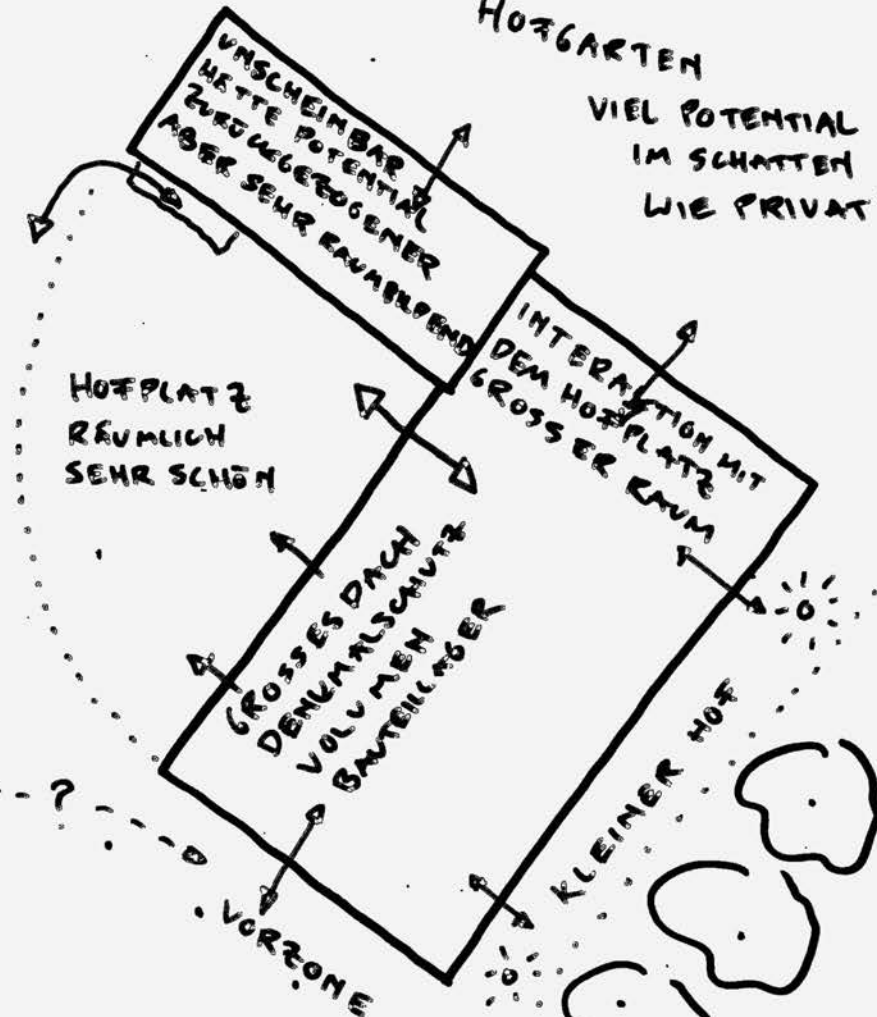 HOFGARTEN
VIEL POTENTIAL
IM SCHATTEN
WIE PRIVAT
UNSCHEINBAR
HÄTTE POTENTIAL
ZURÜCKGEZOGENER
ABER SEHR RAUMBILDEND
INTERAKTION MIT
DEM HOFPLATZ
GROSSER RAUM
HOFPLATZ
RÄUMLICH
SEHR SCHÖN
GROSSES DACH
DENKMALSCHUTZ
VOLUMEN
BAUTEILLAGER
KLEINER HOF
?
VORZONE